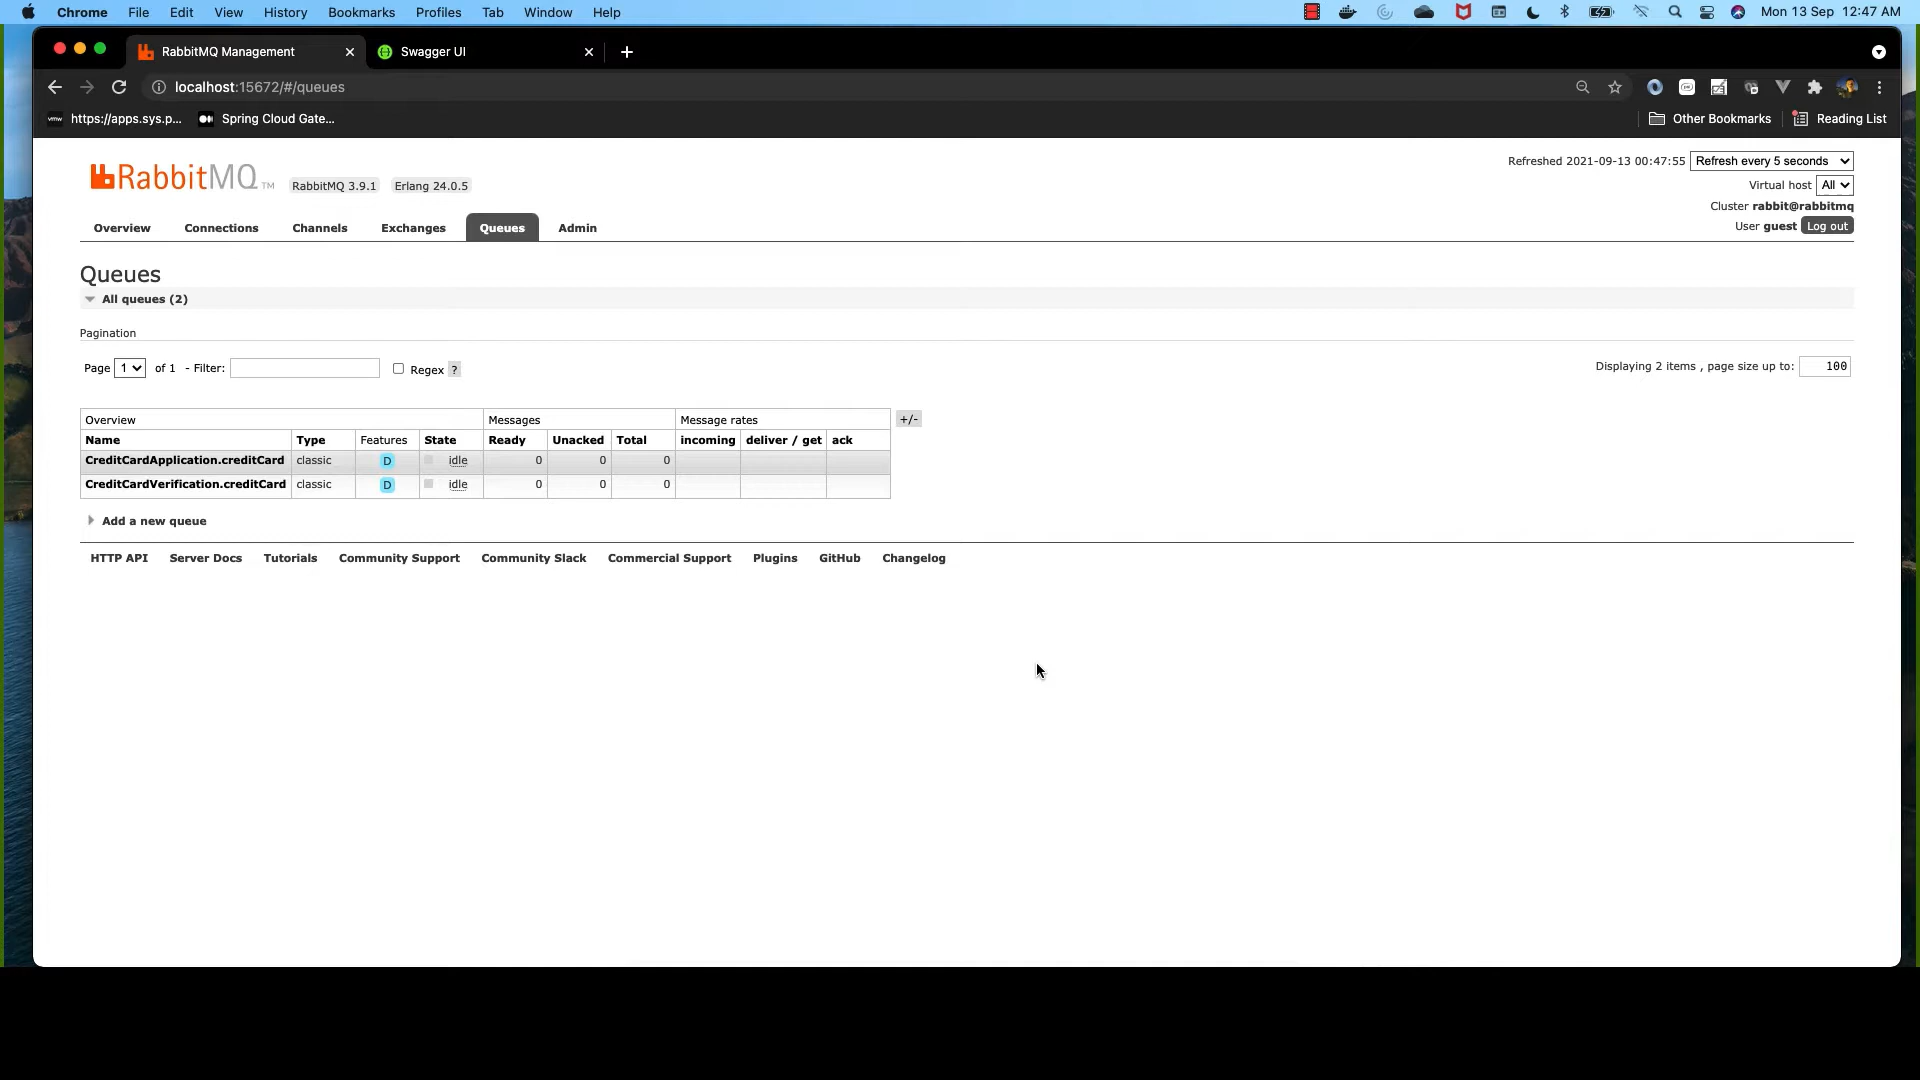 Chrome File Edit View History Bookmarks Profiles Tab Window Help Mon 13 Sep 12:47 AM
RabbitMQ Management Swagger UI
localhost:15672/#/queues
vmw https://apps.sys.p... Spring Cloud Gate... Other Bookmarks Reading List
RabbitMQ TM RabbitMQ 3.9.1 Erlang 24.0.5
Refreshed 2021-09-13 00:47:55 Refresh every 5 seconds
Virtual host All
Cluster rabbit@rabbitmq
User guest Log out
Overview Connections Channels Exchanges Queues Admin
Queues
All queues (2)
Pagination
Page 1 of 1 - Filter: Regex ? Displaying 2 items , page size up to: 100
Overview Messages Message rates +/-
Name Type Features State Ready Unacked Total incoming deliver / get ack
CreditCardApplication.creditCard classic D idle 0 0 0
CreditCardVerification.creditCard classic D idle 0 0 0
Add a new queue
HTTP API Server Docs Tutorials Community Support Community Slack Commercial Support Plugins GitHub Changelog